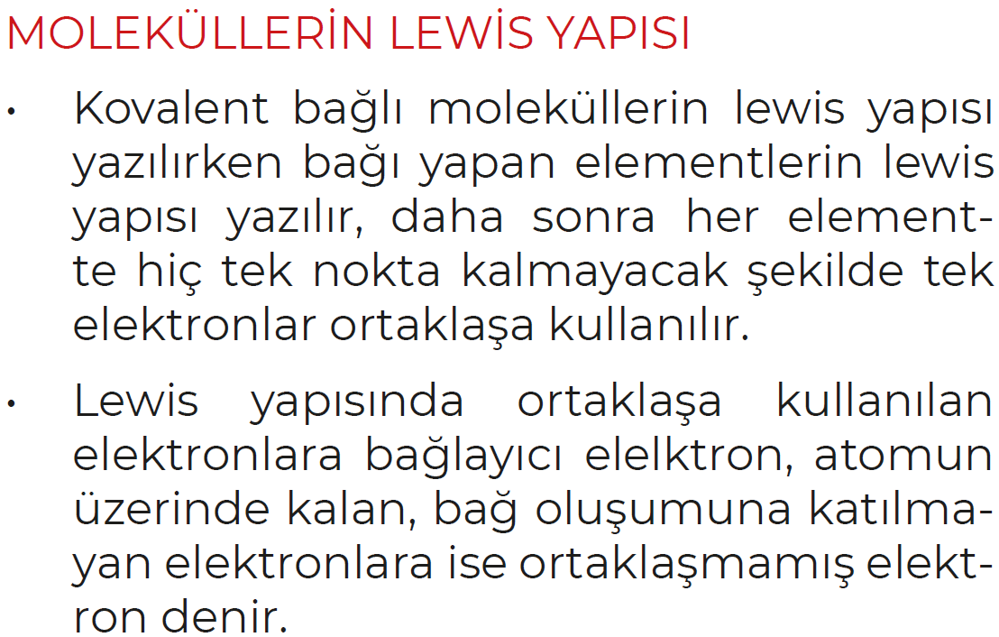 MOLEKÜLLERİN LEWİS YAPISI
• Kovalent bağlı moleküllerin lewis yapısı
yazılırken bağı yapan elementlerin lewis
yapısı yazılır, daha sonra her element-
te hiç tek nokta kalmayacak şekilde tek
elektronlar ortaklaşa kullanılır.
• Lewis yapısında ortaklaşa kullanılan
elektronlara bağlayıcı elelktron, atomun
üzerinde kalan, bağ oluşumuna katılma-
yan elektronlara ise ortaklaşmamış elekt-
ron denir.